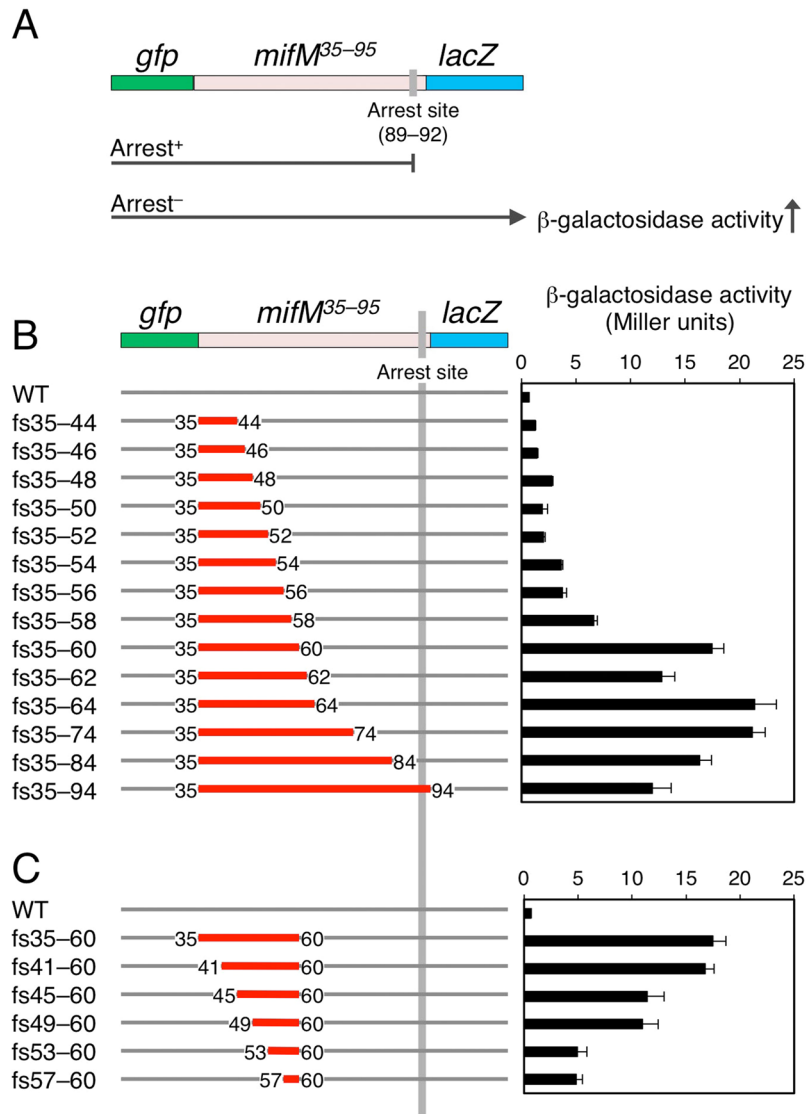 A
gfp mifM35–95 lacZ
Arrest site
(89–92)
Arrest+
Arrest–
β-galactosidase activity
B
β-galactosidase activity
(Miller units)
gfp mifM35–95 lacZ
Arrest site
0 5 10 15 20 25
WT
fs35–44 35 44
fs35–46 35 46
fs35–48 35 48
fs35–50 35 50
fs35–52 35 52
fs35–54 35 54
fs35–56 35 56
fs35–58 35 58
fs35–60 35 60
fs35–62 35 62
fs35–64 35 64
fs35–74 35 74
fs35–84 35 84
fs35–94 35 94
C
0 5 10 15 20 25
WT
fs35–60 35 60
fs41–60 41 60
fs45–60 45 60
fs49–60 49 60
fs53–60 53 60
fs57–60 57 60